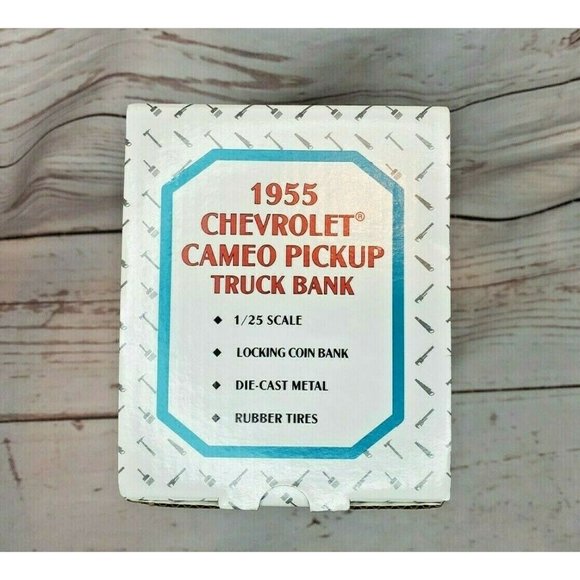 1955
CHEVROLET®
CAMEO PICKUP
TRUCK BANK
◆ 1/25 SCALE
◆ LOCKING COIN BANK
◆ DIE-CAST METAL
◆ RUBBER TIRES